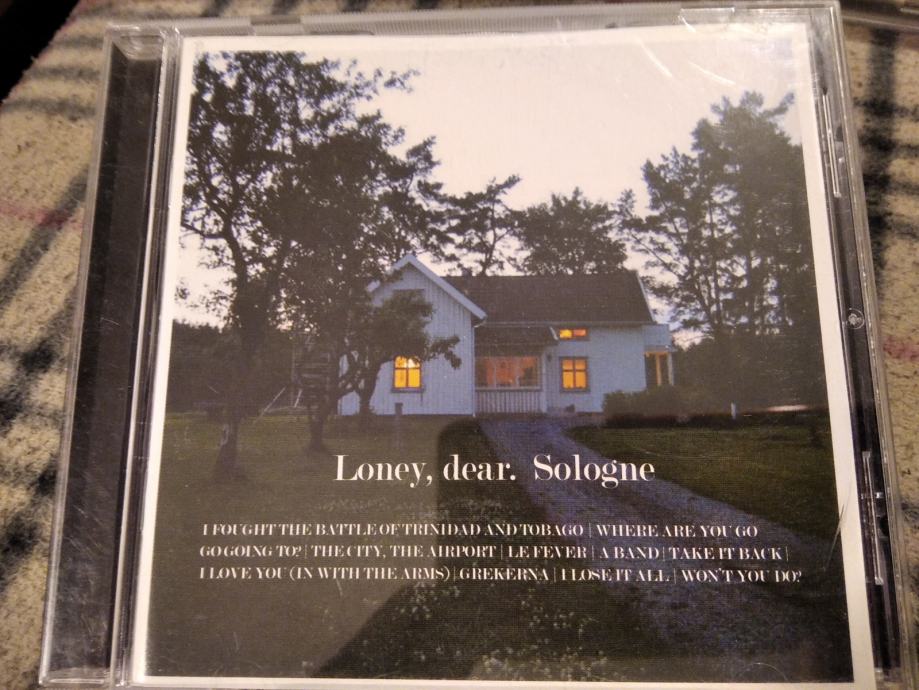 Loney, dear. Sologne
I FOUGHT THE BATTLE OF TRINIDAD AND TOBAGO | WHERE ARE YOU GO
GO GOING TO? | THE CITY, THE AIRPORT | LE FEVER | A BAND | TAKE IT BACK |
I LOVE YOU (IN WITH THE ARMS) | GREKERNA | I LOSE IT ALL | WON'T YOU DO?